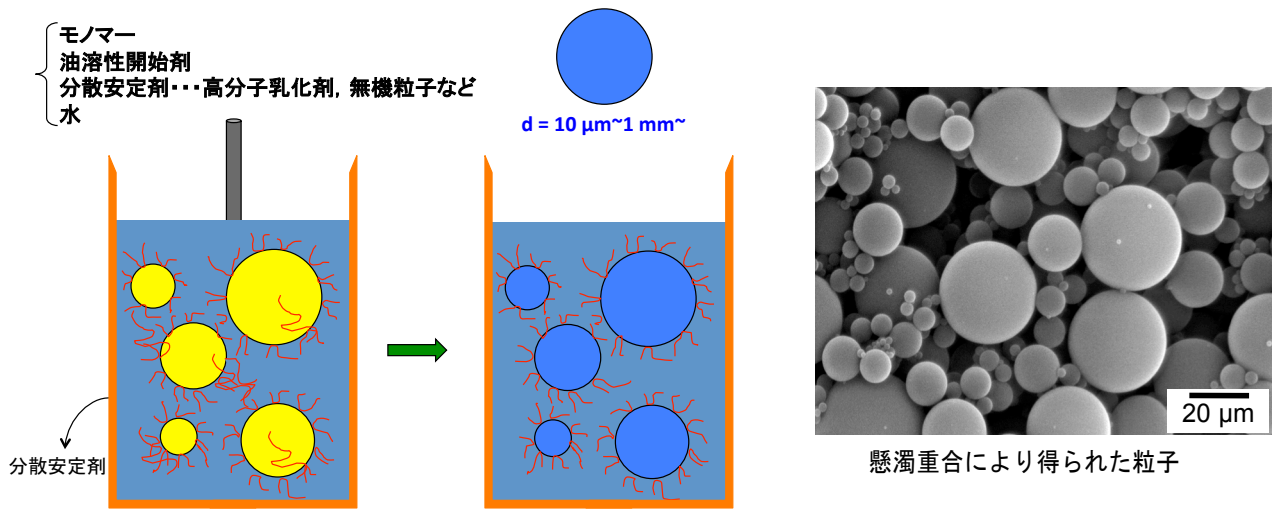 モノマー
油溶性開始剤
分散安定剤･･･高分子乳化剤, 無機粒子など
水
d = 10 μm~1 mm~
分散安定剤
20 μm
懸濁重合により得られた粒子